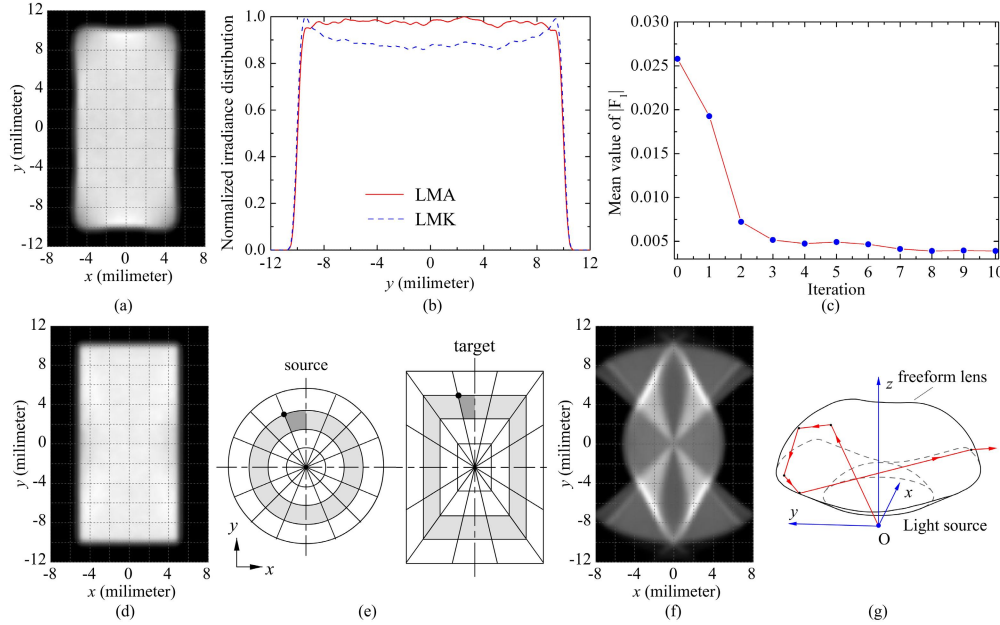 12
8
4
0
-4
-8
-12
y (milimeter)
-8 -4 0 4 8
x (milimeter)
(a)
1.0
0.8
0.6
0.4
0.2
0.0
Normalized irradiance distribution
LMA
LMK
-12 -8 -4 0 4 8 12
y (milimeter)
(b)
0.030
0.025
0.020
0.015
0.010
0.005
Mean value of |F₁|
0 1 2 3 4 5 6 7 8 9 10
Iteration
(c)
12
8
4
0
-4
-8
-12
y (milimeter)
-8 -4 0 4 8
x (milimeter)
(d)
source
target
y
x
(e)
12
8
4
0
-4
-8
-12
y (milimeter)
-8 -4 0 4 8
x (milimeter)
(f)
z
freeform lens
x
y
Light source
O
(g)